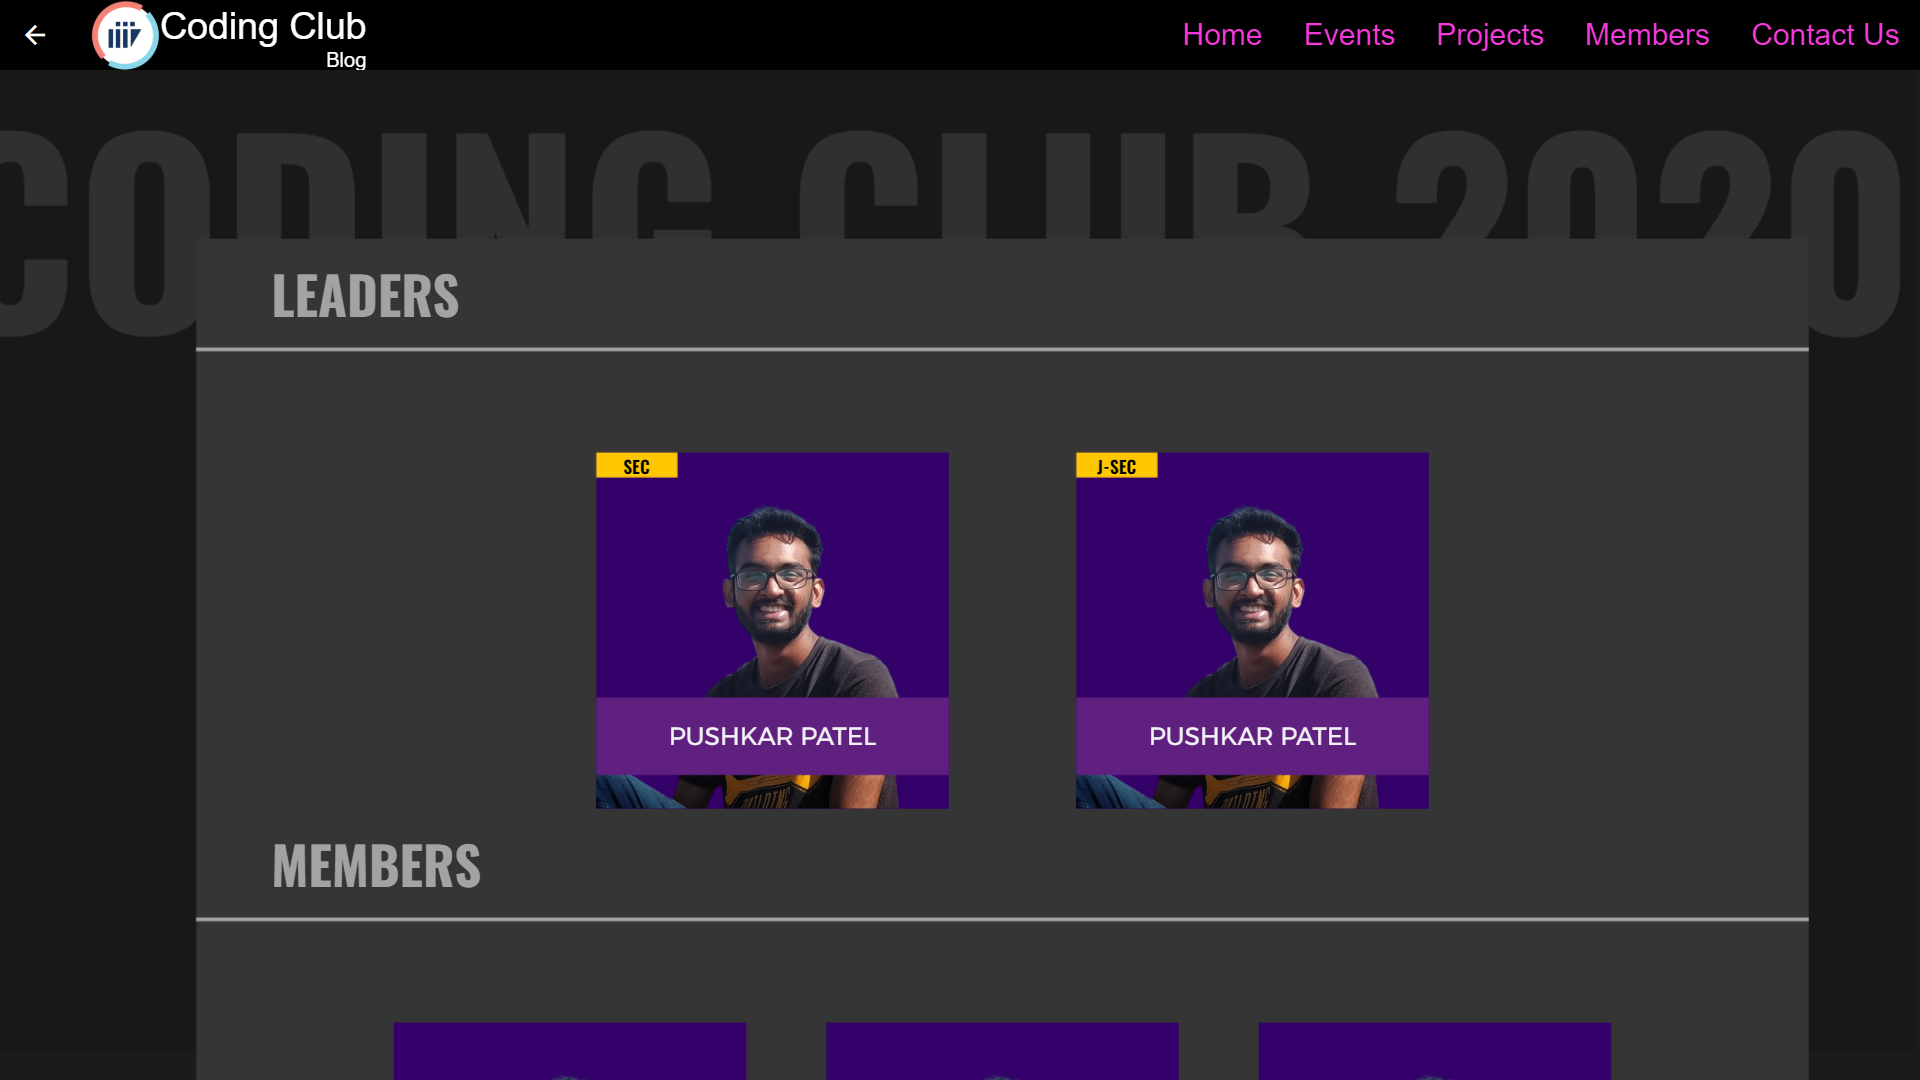 Coding Club
Blog
Home Events Projects Members Contact Us
CODING CLUB 2020
LEADERS
SEC
J-SEC
PUSHKAR PATEL
PUSHKAR PATEL
MEMBERS